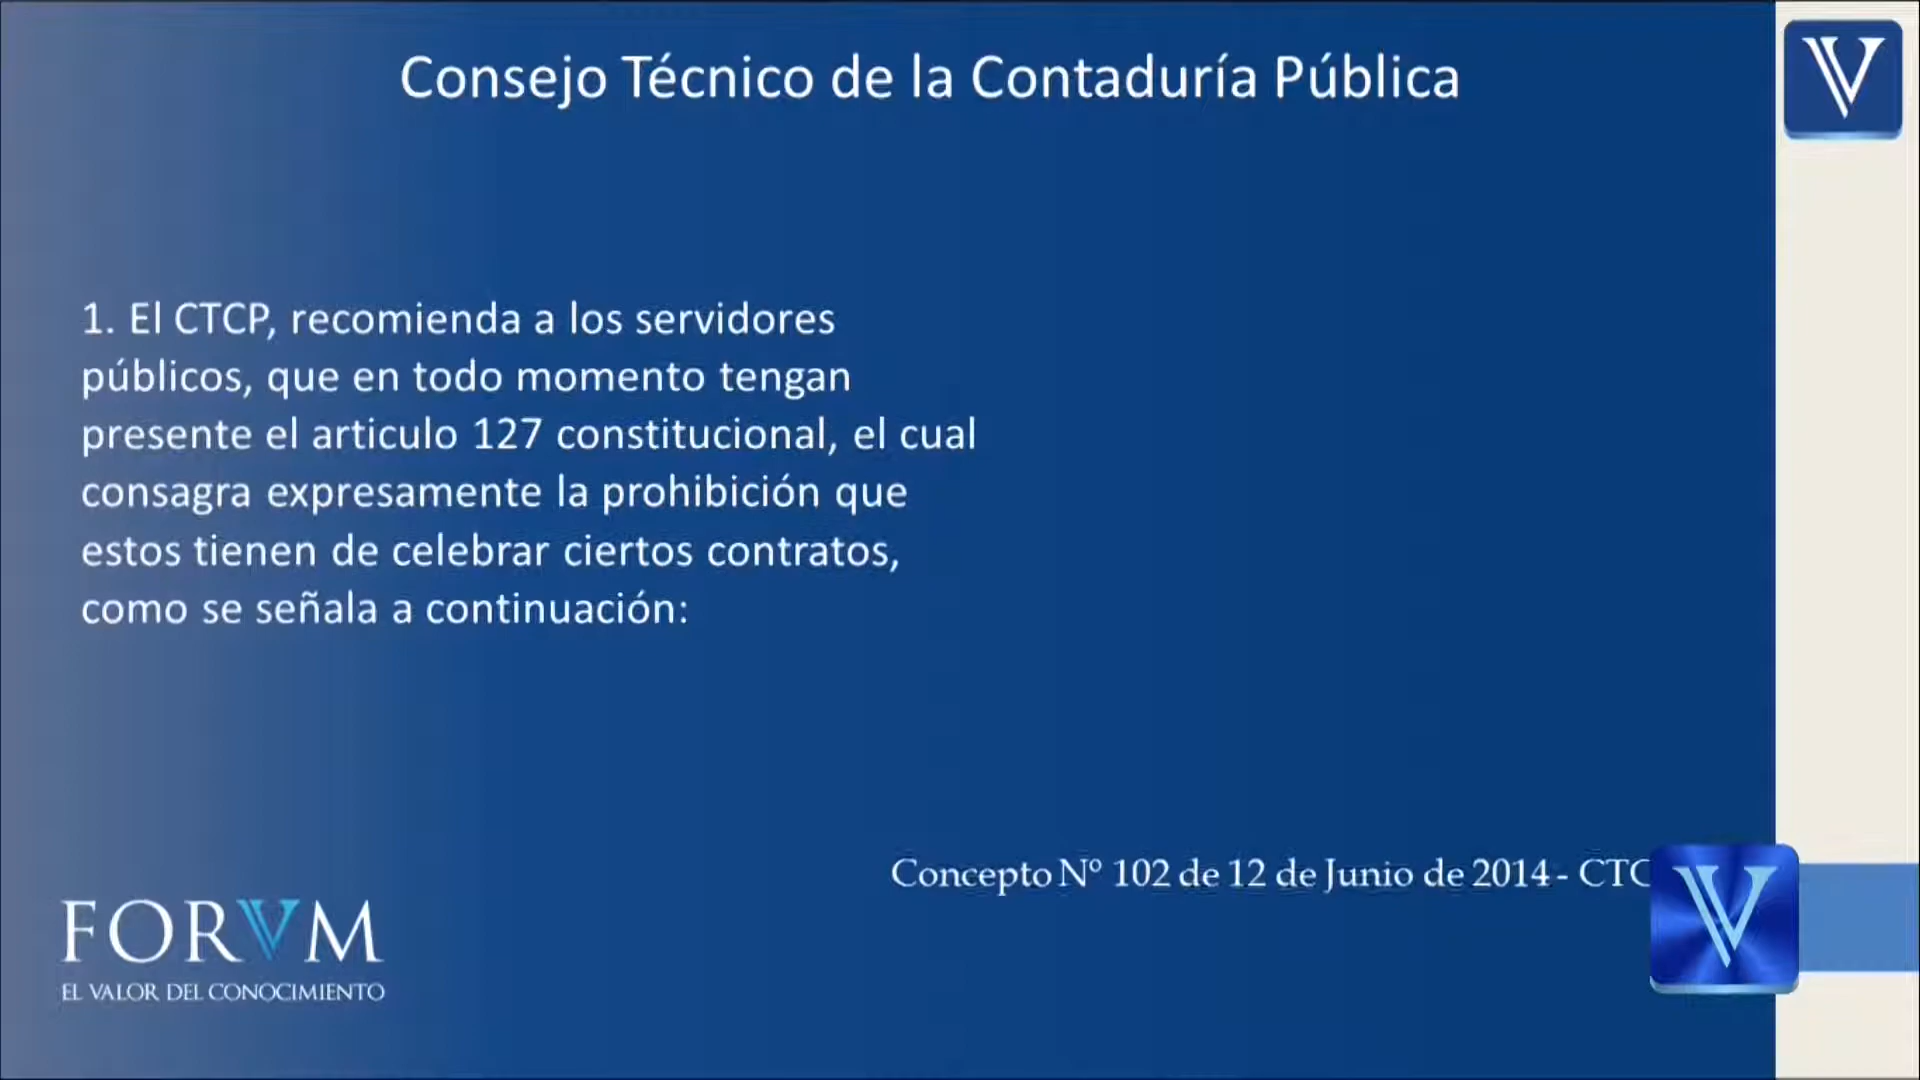 Consejo Técnico de la Contaduría Pública
1. El CTCP, recomienda a los servidores
públicos, que en todo momento tengan
presente el articulo 127 constitucional, el cual
consagra expresamente la prohibición que
estos tienen de celebrar ciertos contratos,
como se señala a continuación:
Concepto Nº 102 de 12 de Junio de 2014 - CTC
FORVM
EL VALOR DEL CONOCIMIENTO